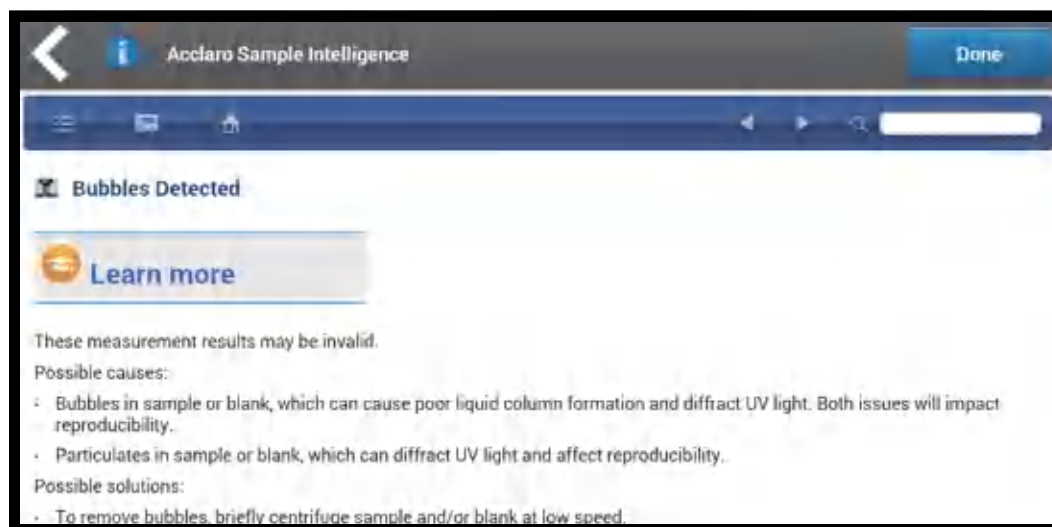 Acclaro Sample Intelligence
Done
Bubbles Detected
Learn more
These measurement results may be invalid.
Possible causes:
· Bubbles in sample or blank, which can cause poor liquid column formation and diffract UV light. Both issues will impact
reproducibility.
· Particulates in sample or blank, which can diffract UV light and affect reproducibility.
Possible solutions:
· To remove bubbles, briefly centrifuge sample and/or blank at low speed.